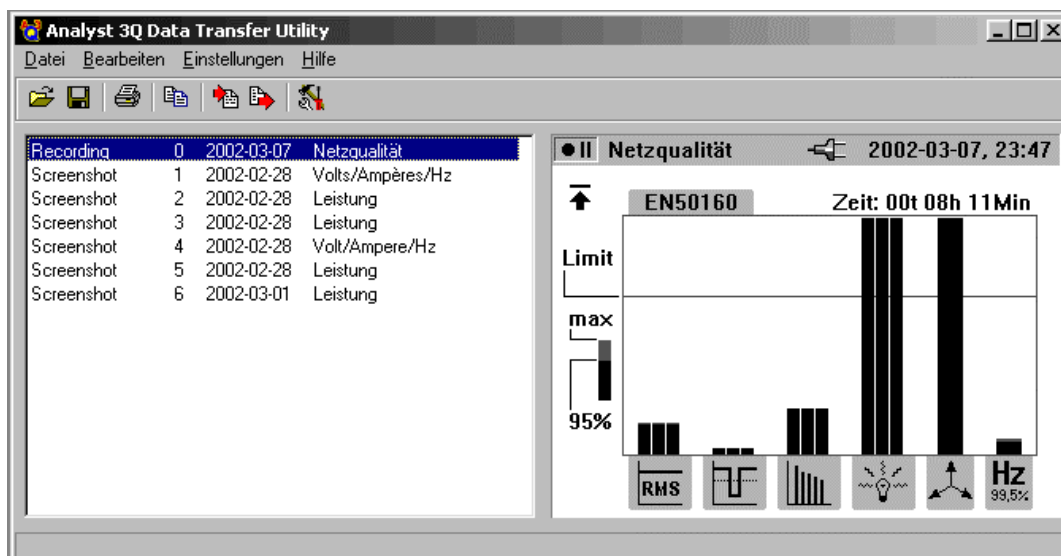 Analyst 3Q Data Transfer Utility
Datei Bearbeiten Einstellungen Hilfe
Recording 0 2002-03-07 Netzqualität
Screenshot 1 2002-02-28 Volts/Ampères/Hz
Screenshot 2 2002-02-28 Leistung
Screenshot 3 2002-02-28 Leistung
Screenshot 4 2002-02-28 Volt/Ampere/Hz
Screenshot 5 2002-02-28 Leistung
Screenshot 6 2002-03-01 Leistung
Netzqualität 2002-03-07, 23:47
EN50160 Zeit: 00t 08h 11Min
Limit
max
95%
RMS
Hz
99,5%